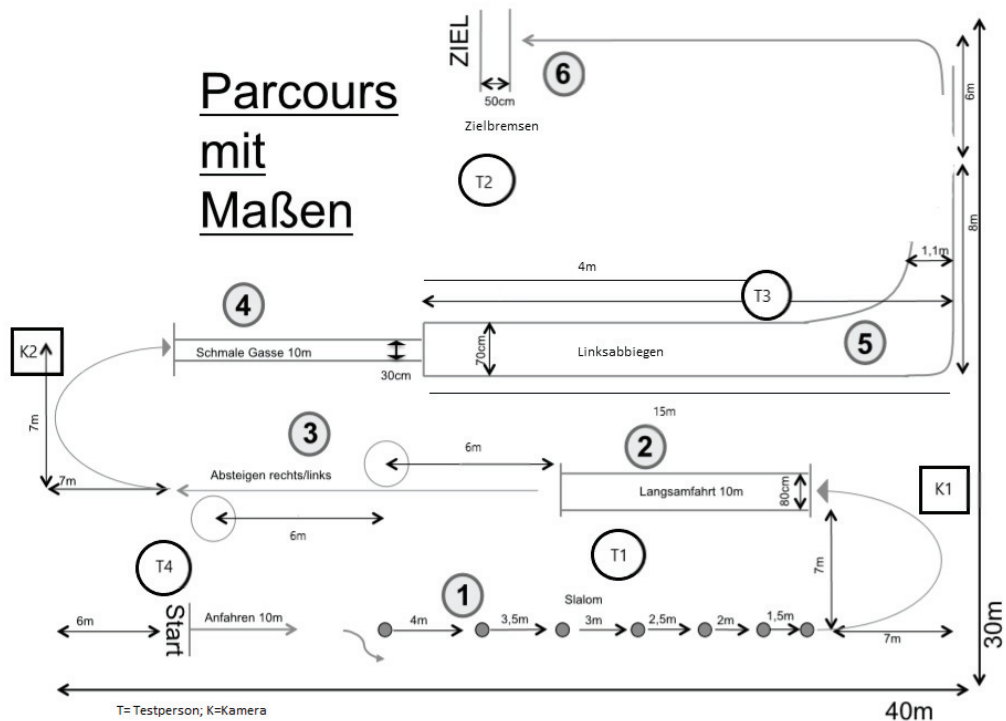 ZIEL
6
6m
50cm
Parcours
mit
Maßen
Zielbremsen
T2
8m
1,1m
4m
T3
4
K2
Schmale Gasse 10m
30cm
70cm
Linksabbiegen
5
7m
15m
3
2
6m
7m
Absteigen rechts/links
Langsamfahrt 10m
80cm
K1
6m
T4
T1
7m
1
Slalom
6m
Start
Anfahren 10m
4m
3,5m
3m
2,5m
2m
1,5m
7m
30m
T= Testperson; K=Kamera
40m